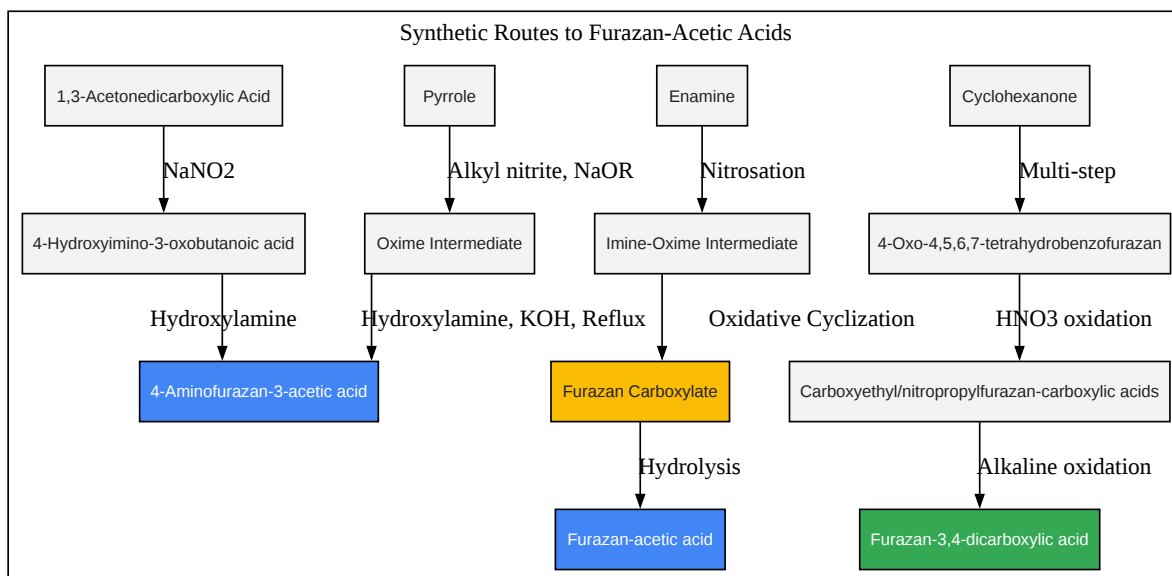 Synthetic Routes to Furazan-Acetic Acids
1,3-Acetonedicarboxylic Acid
Pyrrole
Enamine
Cyclohexanone
NaNO2
Alkyl nitrite, NaOR
Nitrosation
Multi-step
4-Hydroxyimino-3-oxobutanoic acid
Oxime Intermediate
Imine-Oxime Intermediate
4-Oxo-4,5,6,7-tetrahydrobenzofurazan
Hydroxylamine
Hydroxylamine, KOH, Reflux
Oxidative Cyclization
HNO3 oxidation
4-Aminofurazan-3-acetic acid
Furazan Carboxylate
Carboxyethyl/nitropropylfurazan-carboxylic acids
Hydrolysis
Alkaline oxidation
Furazan-acetic acid
Furazan-3,4-dicarboxylic acid